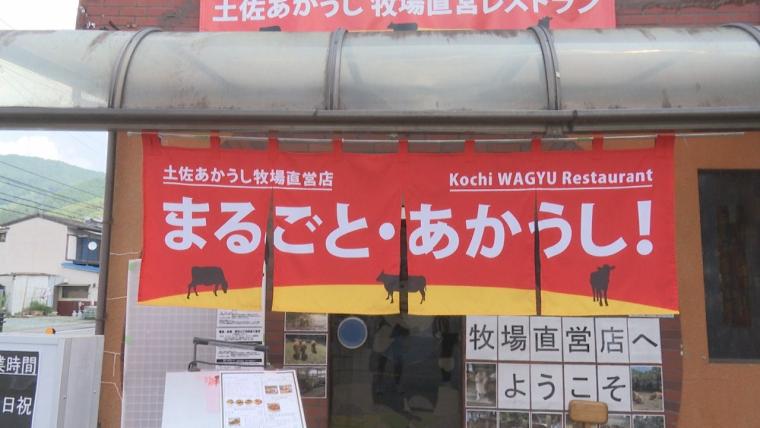 土佐あかうし 牧場直営レストラン
土佐あかうし牧場直営店
Kochi WAGYU Restaurant
まるごと・あかうし!
牧場直営店へ
ようこそ
業時間
日祝